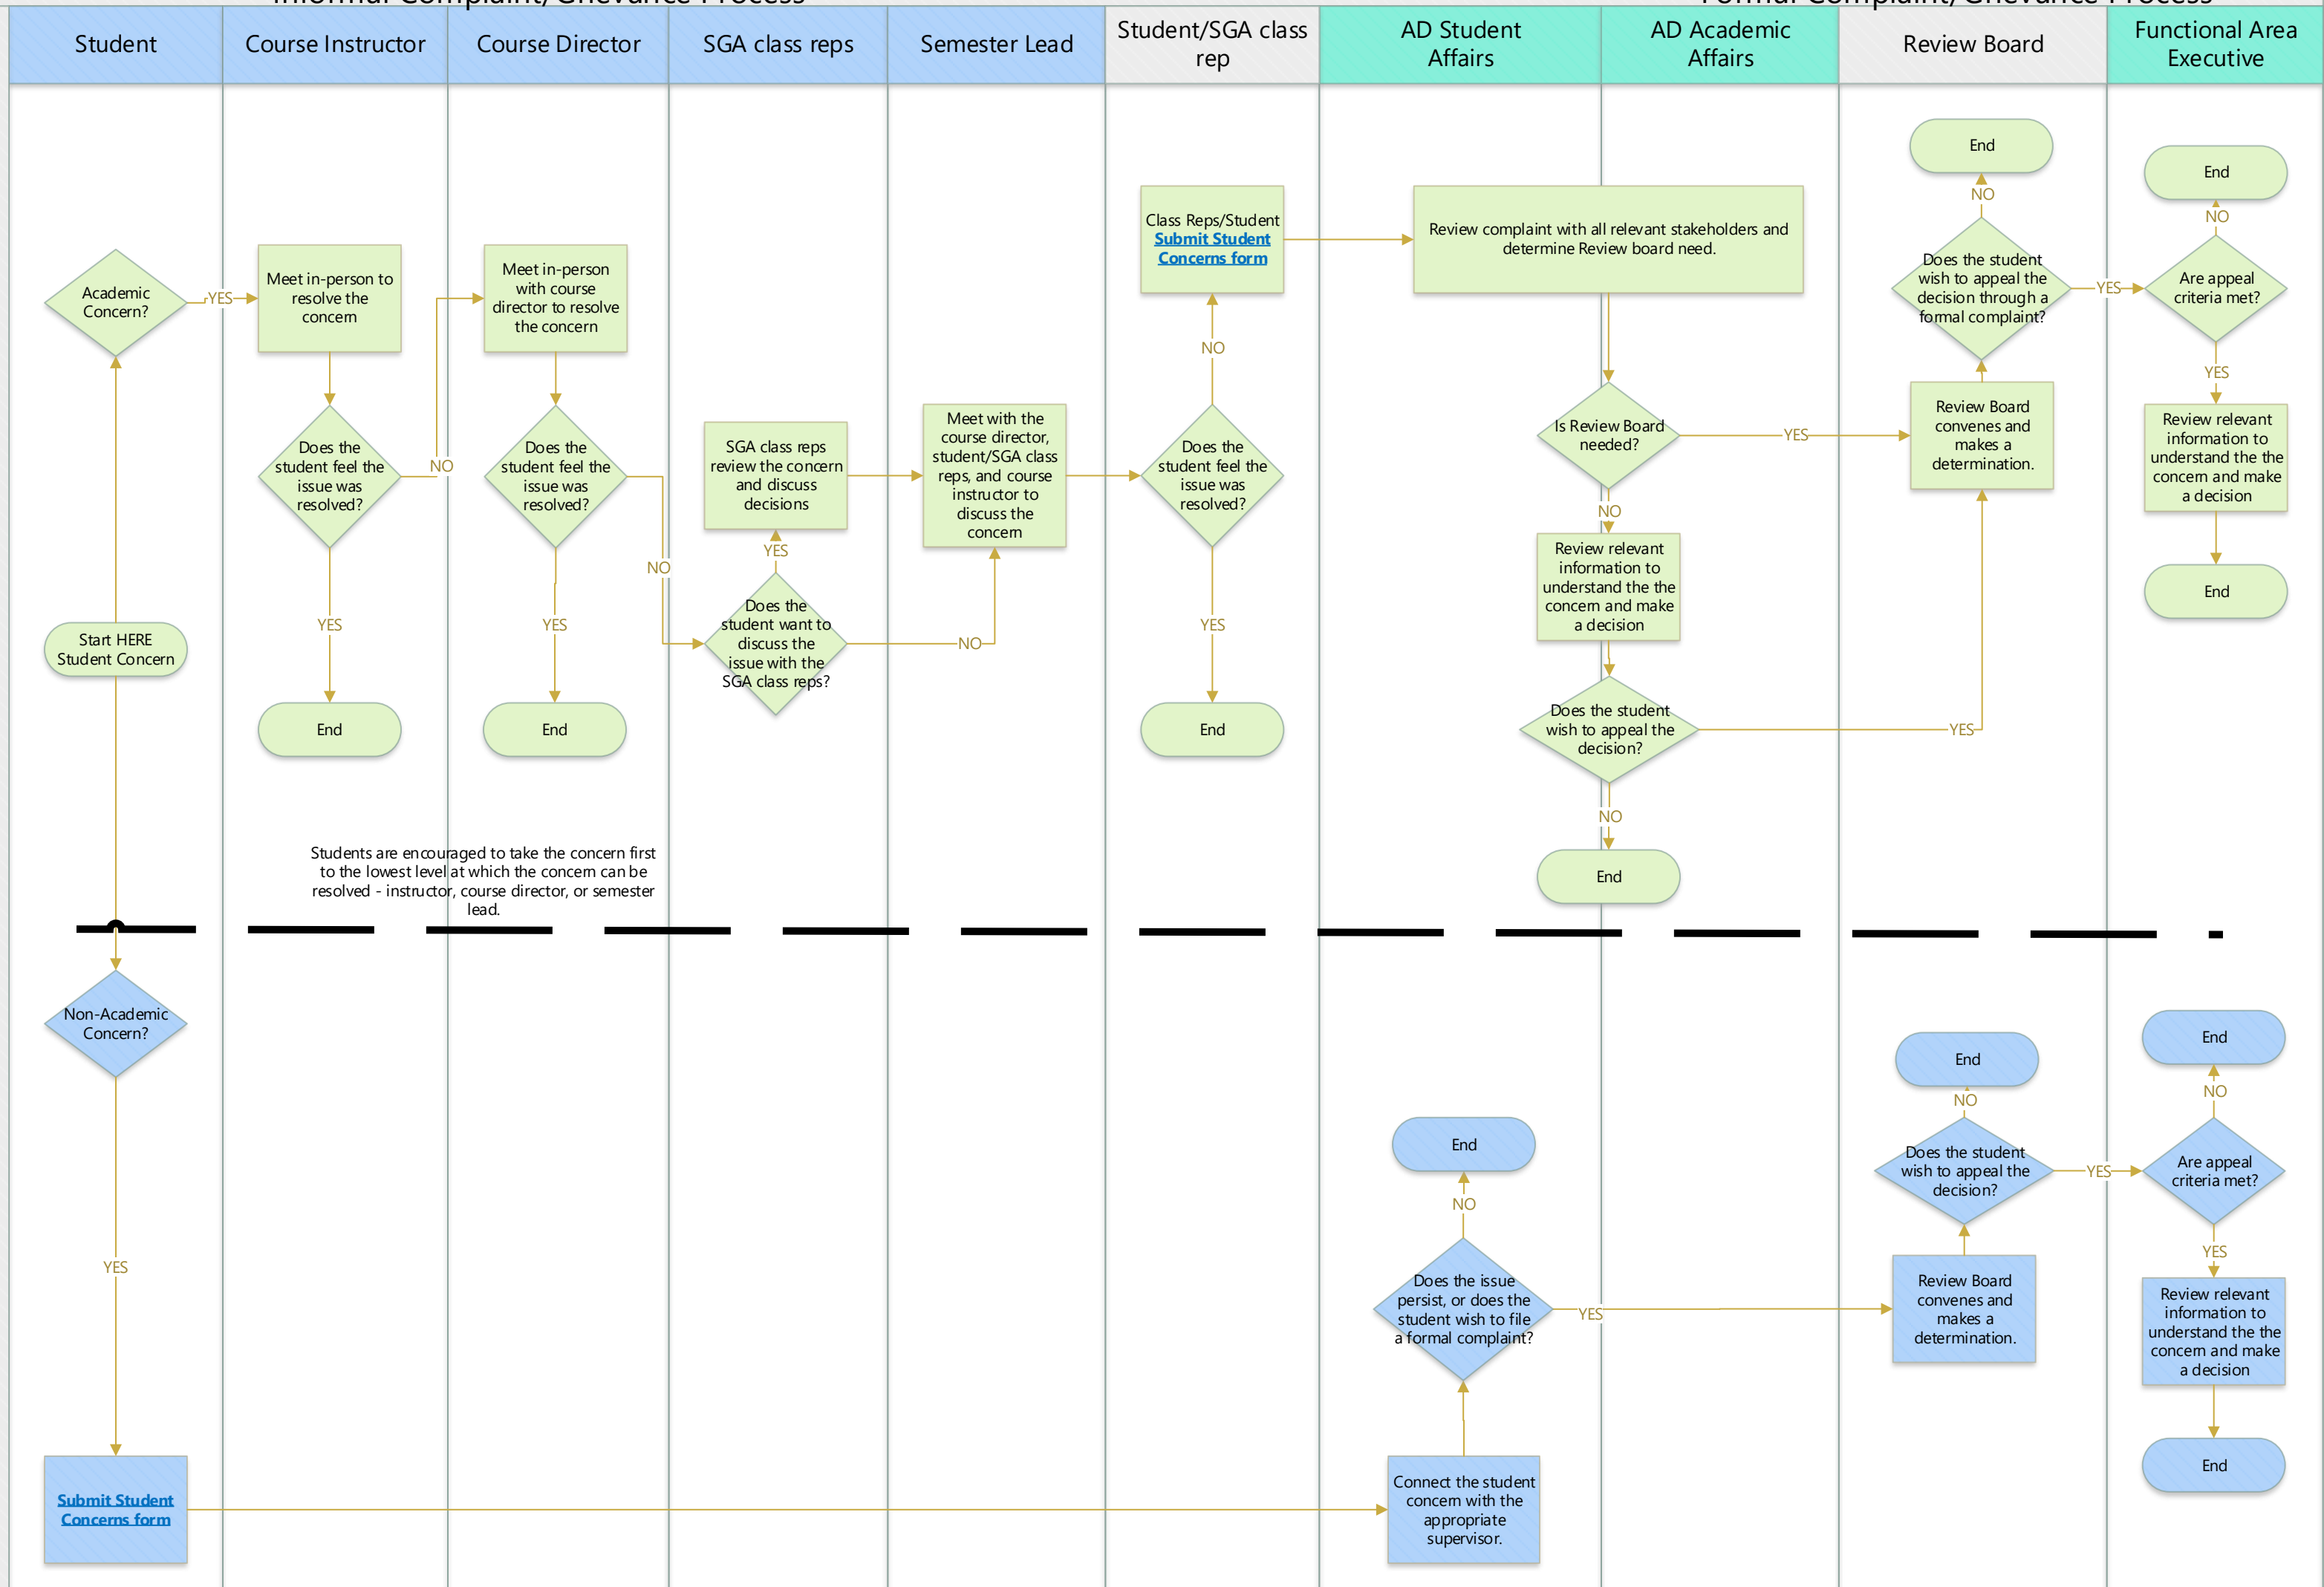 Informal Complaint/Grievance Process
Formal Complaint/Grievance Process
Student
Course Instructor
Course Director
SGA class reps
Semester Lead
Student/SGA class
rep
AD Student
Affairs
AD Academic
Affairs
Review Board
Functional Area
Executive
Academic
Concern?
YES
Meet in-person to
resolve the
concern
Does the
student feel the
issue was
resolved?
NO
YES
End
Meet in-person
with course
director to resolve
the concern
Does the
student feel the
issue was
resolved?
NO
YES
End
SGA class reps
review the concern
and discuss
decisions
YES
Does the
student want to
discuss the
issue with the
SGA class reps?
NO
Meet with the
course director,
student/SGA class
reps, and course
instructor to
discuss the
concern
Class Reps/Student
Submit Student
Concerns form
NO
Does the
student feel the
issue was
resolved?
YES
End
Review complaint with all relevant stakeholders and
determine Review board need.
Is Review Board
needed?
YES
NO
Review relevant
information to
understand the the
concern and make
a decision
Does the student
wish to appeal the
decision?
YES
NO
End
End
NO
Does the student
wish to appeal the
decision through a
formal complaint?
YES
Review Board
convenes and
makes a
determination.
End
NO
Are appeal
criteria met?
YES
Review relevant
information to
understand the the
concern and make
a decision
End
Start HERE
Student Concern
Students are encouraged to take the concern first
to the lowest level at which the concern can be
resolved - instructor, course director, or semester
lead.
Non-Academic
Concern?
YES
Submit Student
Concerns form
End
NO
Does the issue
persist, or does the
student wish to file
a formal complaint?
YES
Connect the student
concern with the
appropriate
supervisor.
End
NO
Does the student
wish to appeal the
decision?
YES
Review Board
convenes and
makes a
determination.
End
NO
Are appeal
criteria met?
YES
Review relevant
information to
understand the the
concern and make
a decision
End